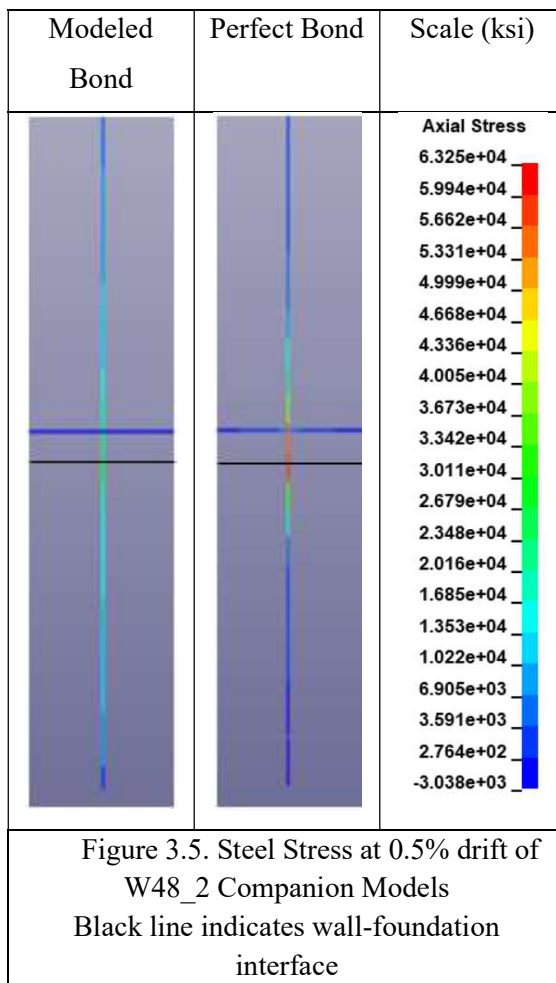 Modeled
Bond
Perfect Bond
Scale (ksi)
Axial Stress
6.325e+04
5.994e+04
5.662e+04
5.331e+04
4.999e+04
4.668e+04
4.336e+04
4.005e+04
3.673e+04
3.342e+04
3.011e+04
2.679e+04
2.348e+04
2.016e+04
1.685e+04
1.353e+04
1.022e+04
6.905e+03
3.591e+03
2.764e+02
-3.038e+03
Figure 3.5. Steel Stress at 0.5% drift of
W48_2 Companion Models
Black line indicates wall-foundation
interface